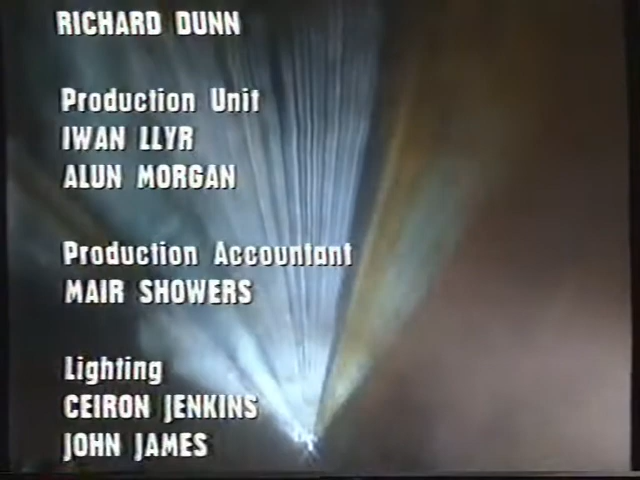 RICHARD DUNN
Production Unit
IWAN LLYR
ALUN MORGAN
Production Accountant
MAIR SHOWERS
Lighting
CEIRON JENKINS
JOHN JAMES